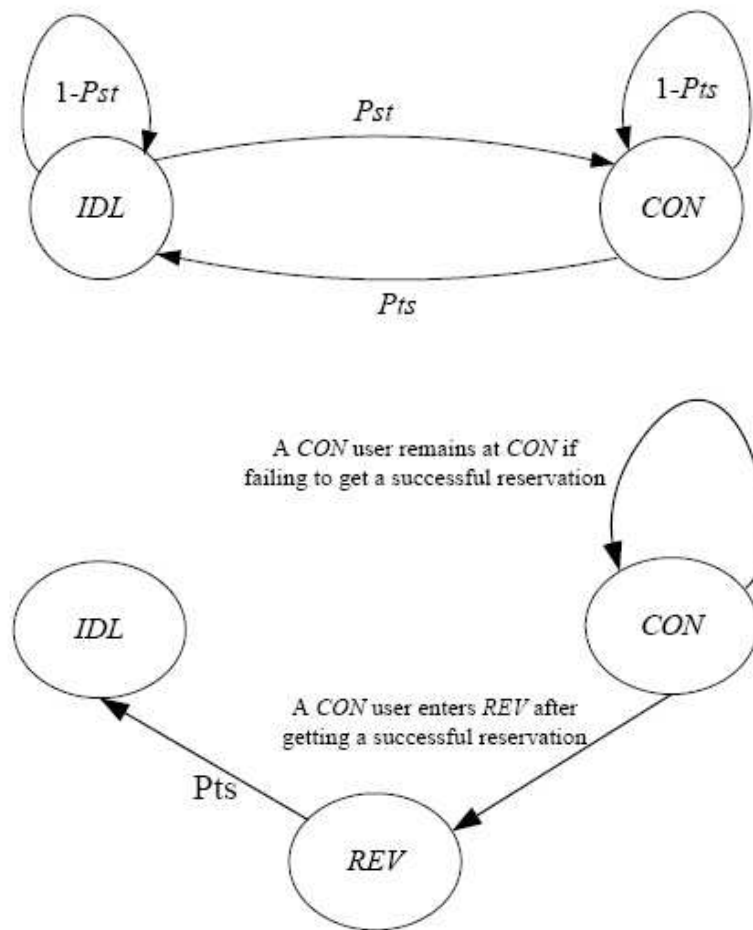 1-Pst
1-Pts
Pst
IDL
CON
Pts
A CON user remains at CON if
failing to get a successful reservation
IDL
CON
A CON user enters REV after
getting a successful reservation
Pts
REV